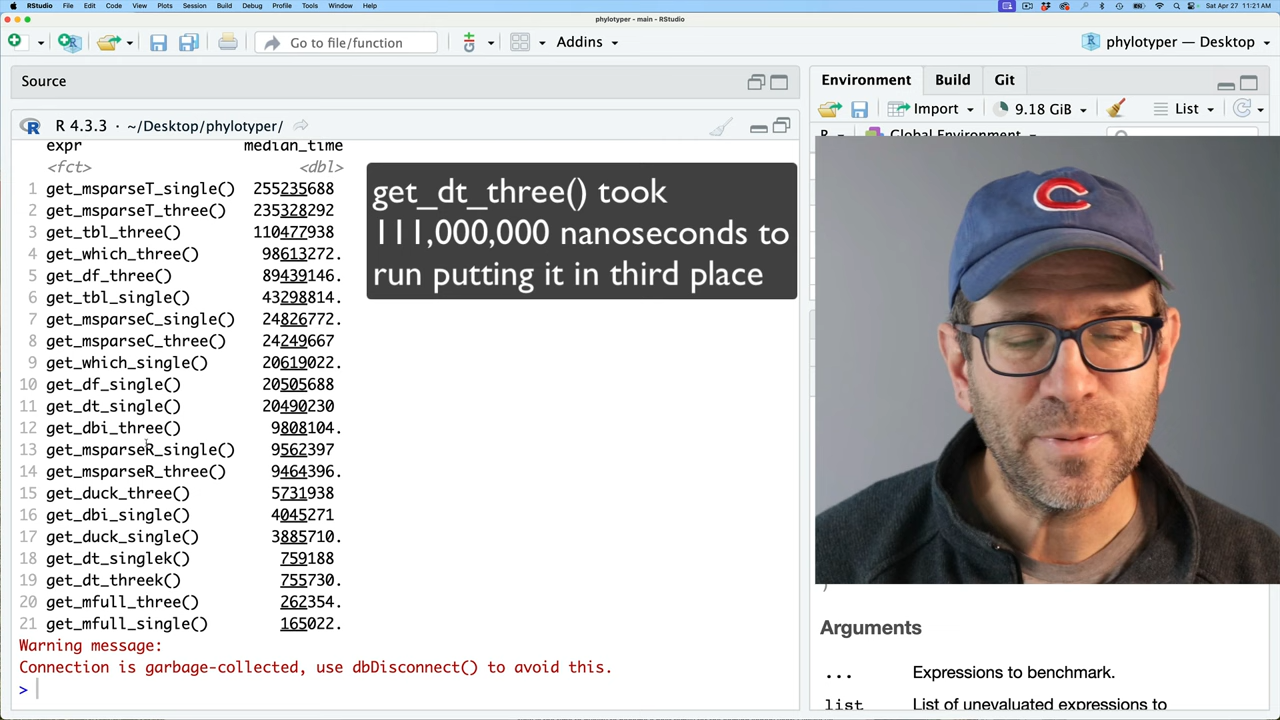 RStudio File Edit Code View Plots Session Build Debug Profile Tools Window Help Sat Apr 27 11:21AM
phylotyper - main - RStudio
Go to file/function Addins phylotyper — Desktop
Source
Environment Build Git
Import 9.18 GiB List
R 4.3.3 · ~/Desktop/phylotyper/
R Global Environment
expr median_time
<fct> <dbl>
1 get_msparseT_single() 255235688
2 get_msparseT_three() 235328292
3 get_tbl_three() 110477938
4 get_which_three() 98613272.
5 get_df_three() 89439146.
6 get_tbl_single() 43298814.
7 get_msparseC_single() 24826772.
8 get_msparseC_three() 24249667
9 get_which_single() 20619022.
10 get_df_single() 20505688
11 get_dt_single() 20490230
12 get_dbi_three() 9808104.
13 get_msparseR_single() 9562397
14 get_msparseR_three() 9464396.
15 get_duck_three() 5731938
16 get_dbi_single() 4045271
17 get_duck_single() 3885710.
18 get_dt_singlek() 759188
19 get_dt_threek() 755730.
20 get_mfull_three() 262354.
21 get_mfull_single() 165022.
Warning message:
Connection is garbage-collected, use dbDisconnect() to avoid this.
>
get_dt_three() took
111,000,000 nanoseconds to
run putting it in third place
C
)
Arguments
... Expressions to benchmark.
list List of unevaluated expressions to